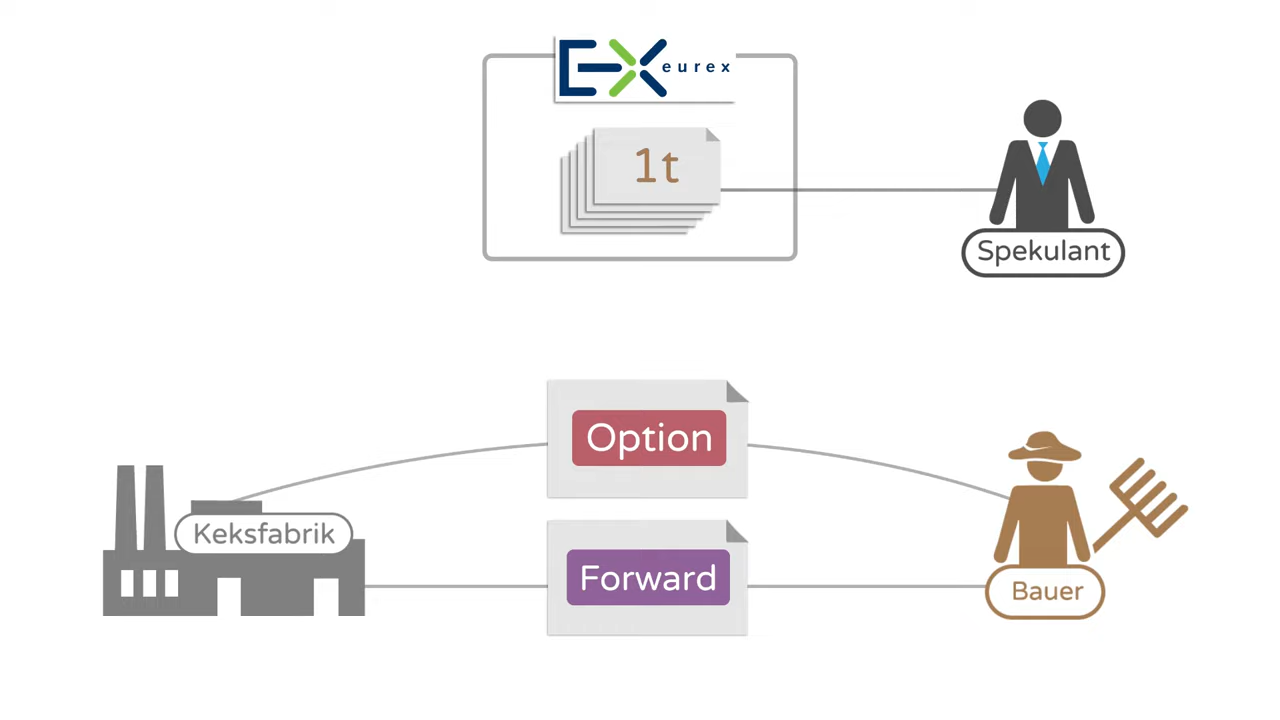 eurex
1t
Spekulant
Option
Keksfabrik
Forward
Bauer